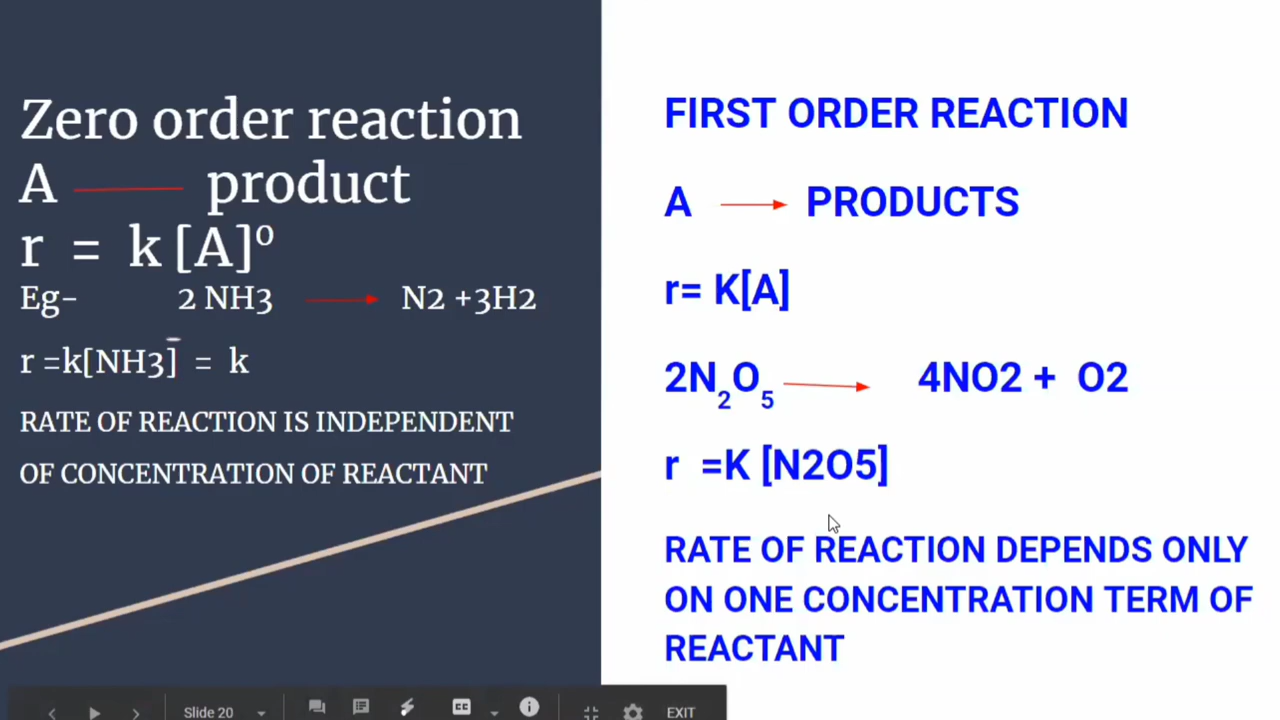 Zero order reaction
A product
r = k [A]⁰
Eg- 2 NH3 N2 +3H2
r =k[NH3] = k
RATE OF REACTION IS INDEPENDENT
OF CONCENTRATION OF REACTANT
FIRST ORDER REACTION
A PRODUCTS
r= K[A]
2N₂O₅ 4NO2 + O2
r =K [N2O5]
RATE OF REACTION DEPENDS ONLY
ON ONE CONCENTRATION TERM OF
REACTANT
Slide 20
CC
EXIT